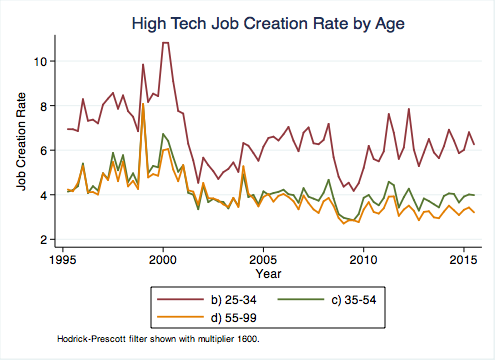 High Tech Job Creation Rate by Age
Job Creation Rate
10
8
6
4
2
1995
2000
2005
2010
2015
Year
b) 25-34
c) 35-54
d) 55-99
Hodrick-Prescott filter shown with multiplier 1600.